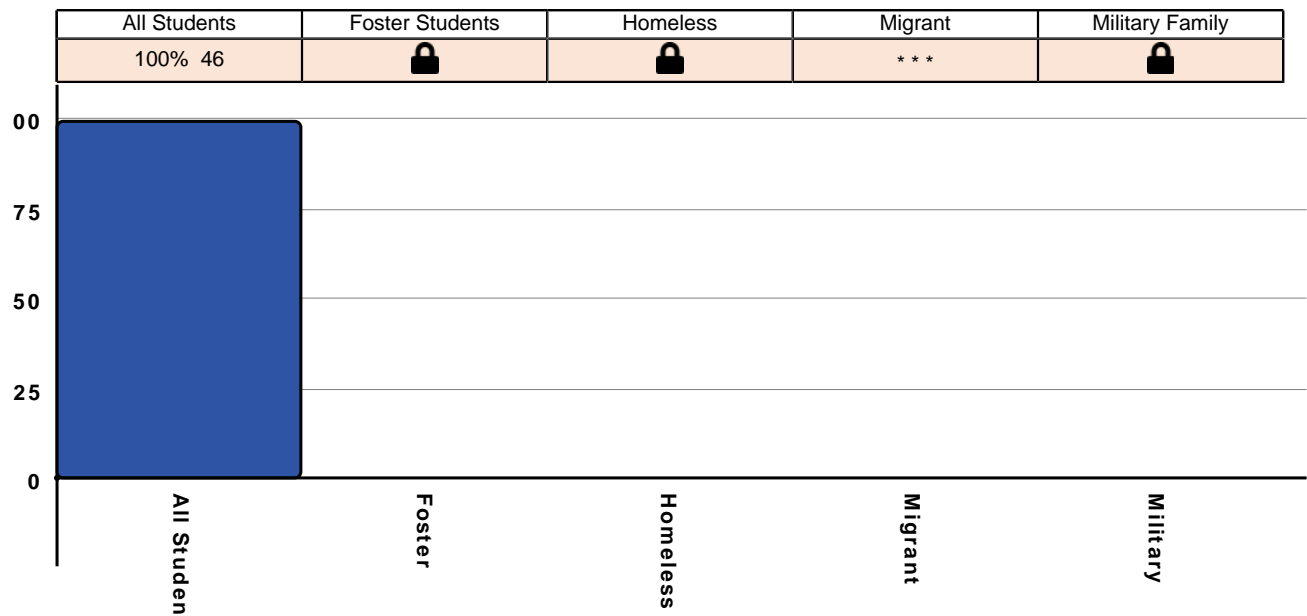 All Students Foster Students Homeless Migrant Military Family
100% 46 * * *
00
75
50
25
0
All Studen
Foster
Homeless
Migrant
Military